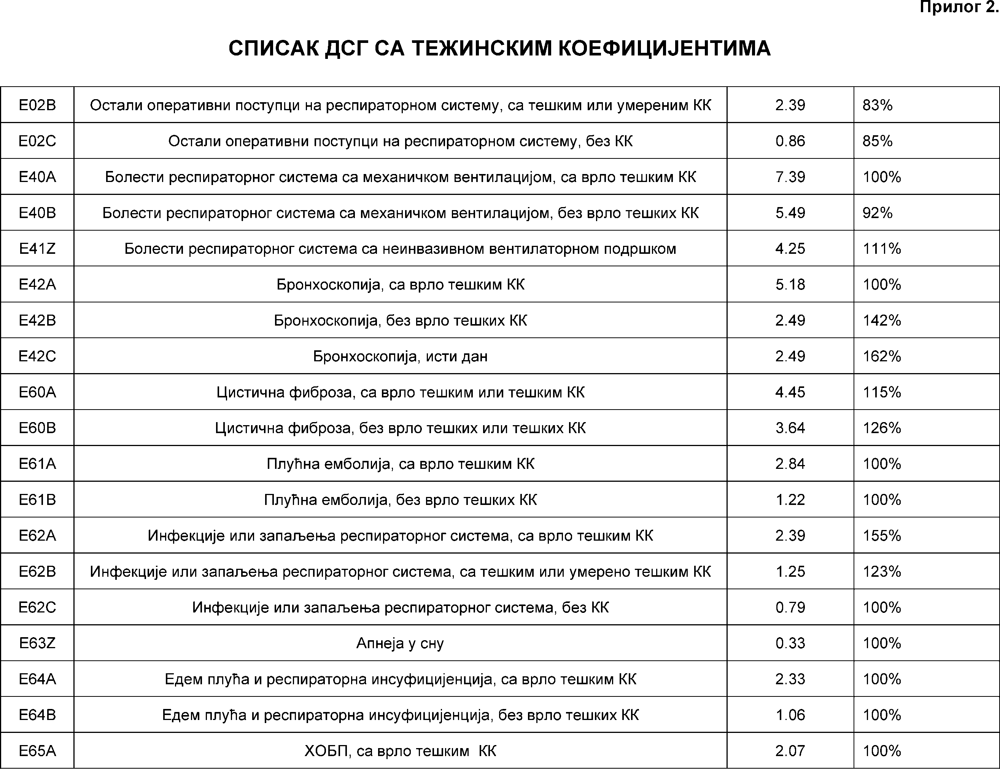 Прилог 2.
СПИСАК ДСГ СА ТЕЖИНСКИМ КОЕФИЦИЈЕНТИМА
E02B Остали оперативни поступци на респираторном систему, са тешким или умереним КК 2.39 83%
E02C Остали оперативни поступци на респираторном систему, без КК 0.86 85%
E40A Болести респираторног система са механичком вентилацијом, са врло тешким КК 7.39 100%
E40B Болести респираторног система са механичком вентилацијом, без врло тешких КК 5.49 92%
E41Z Болести респираторног система са неинвазивном вентилаторном подршком 4.25 111%
E42A Бронхоскопија, са врло тешким КК 5.18 100%
E42B Бронхоскопија, без врло тешких КК 2.49 142%
E42C Бронхоскопија, исти дан 2.49 162%
E60A Цистична фиброза, са врло тешким или тешким КК 4.45 115%
E60B Цистична фиброза, без врло тешких или тешких КК 3.64 126%
E61A Плућна емболија, са врло тешким КК 2.84 100%
E61B Плућна емболија, без врло тешких КК 1.22 100%
E62A Инфекције или запаљења респираторног система, са врло тешким КК 2.39 155%
E62B Инфекције или запаљења респираторног система, са тешким или умерено тешким КК 1.25 123%
E62C Инфекције или запаљења респираторног система, без КК 0.79 100%
E63Z Апнеја у сну 0.33 100%
E64A Едем плућа и респираторна инсуфицијенција, са врло тешким КК 2.33 100%
E64B Едем плућа и респираторна инсуфицијенција, без врло тешких КК 1.06 100%
E65A ХОБП, са врло тешким  КК 2.07 100%